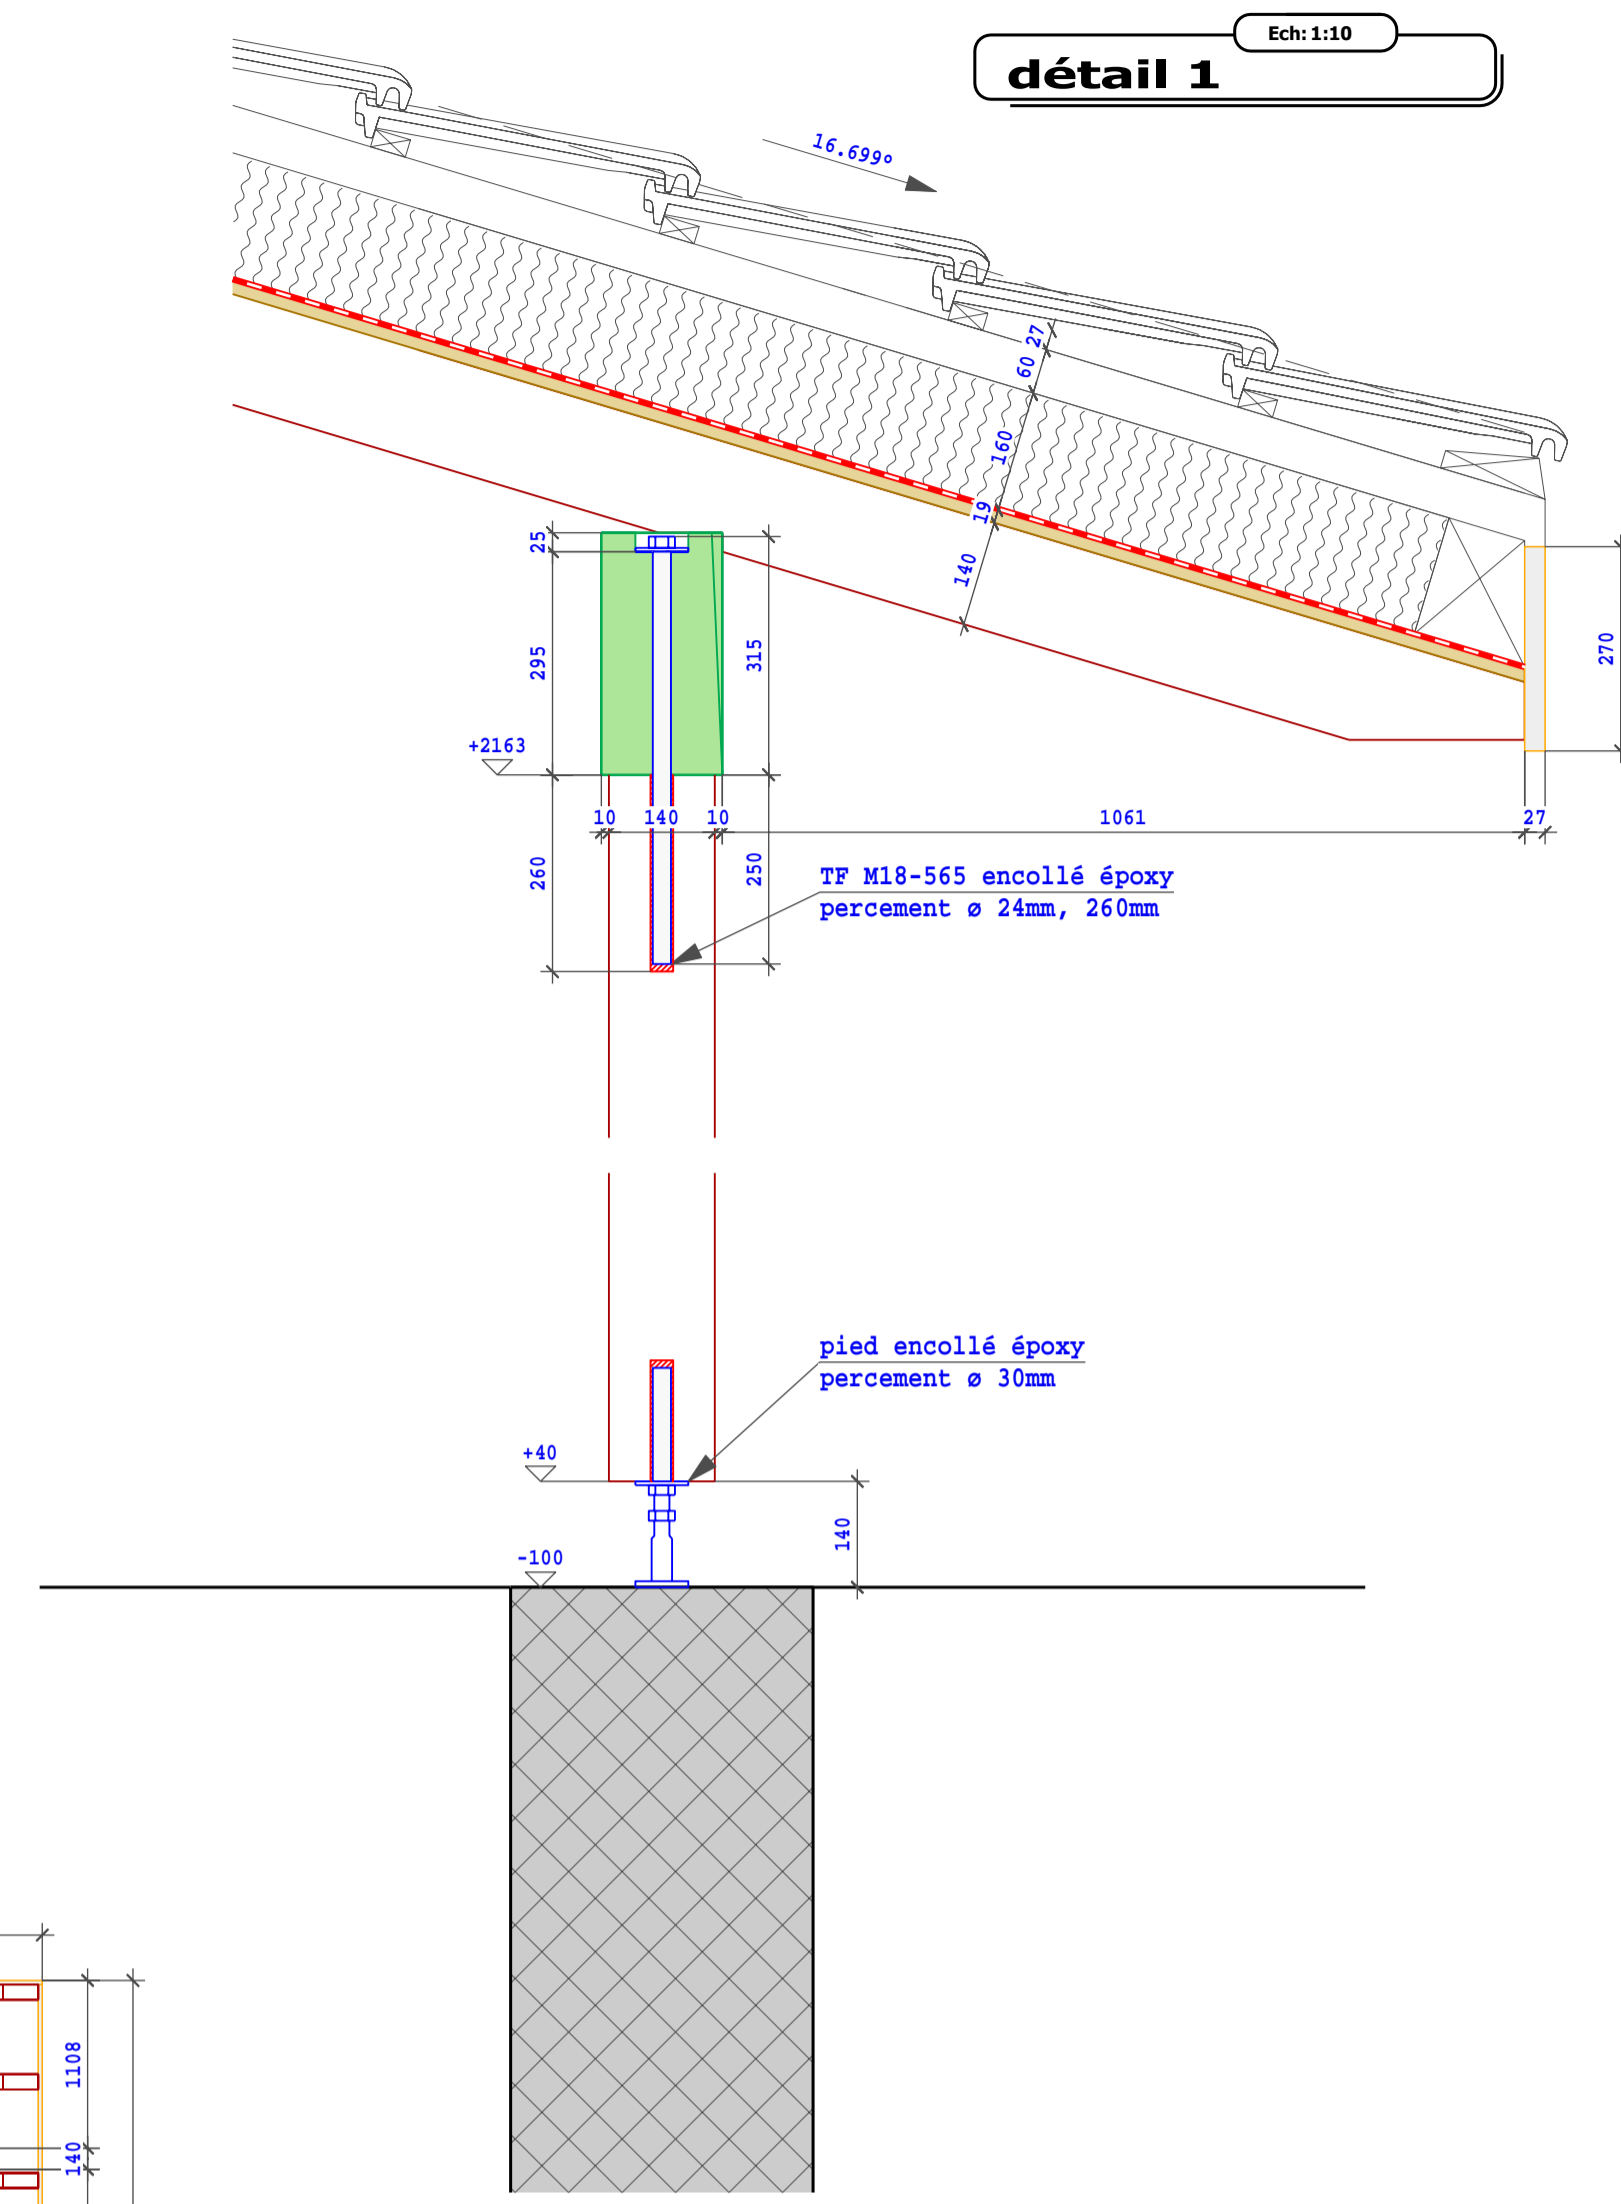 Ech: 1:10
détail 1
16.699°
27
60
160
19
140
25
295
315
270
+2163
10 140 10 1061 27
260
250
TF M18-565 encollé époxy
percement ø 24mm, 260mm
pied encollé époxy
percement ø 30mm
+40
140
-100
1108
140